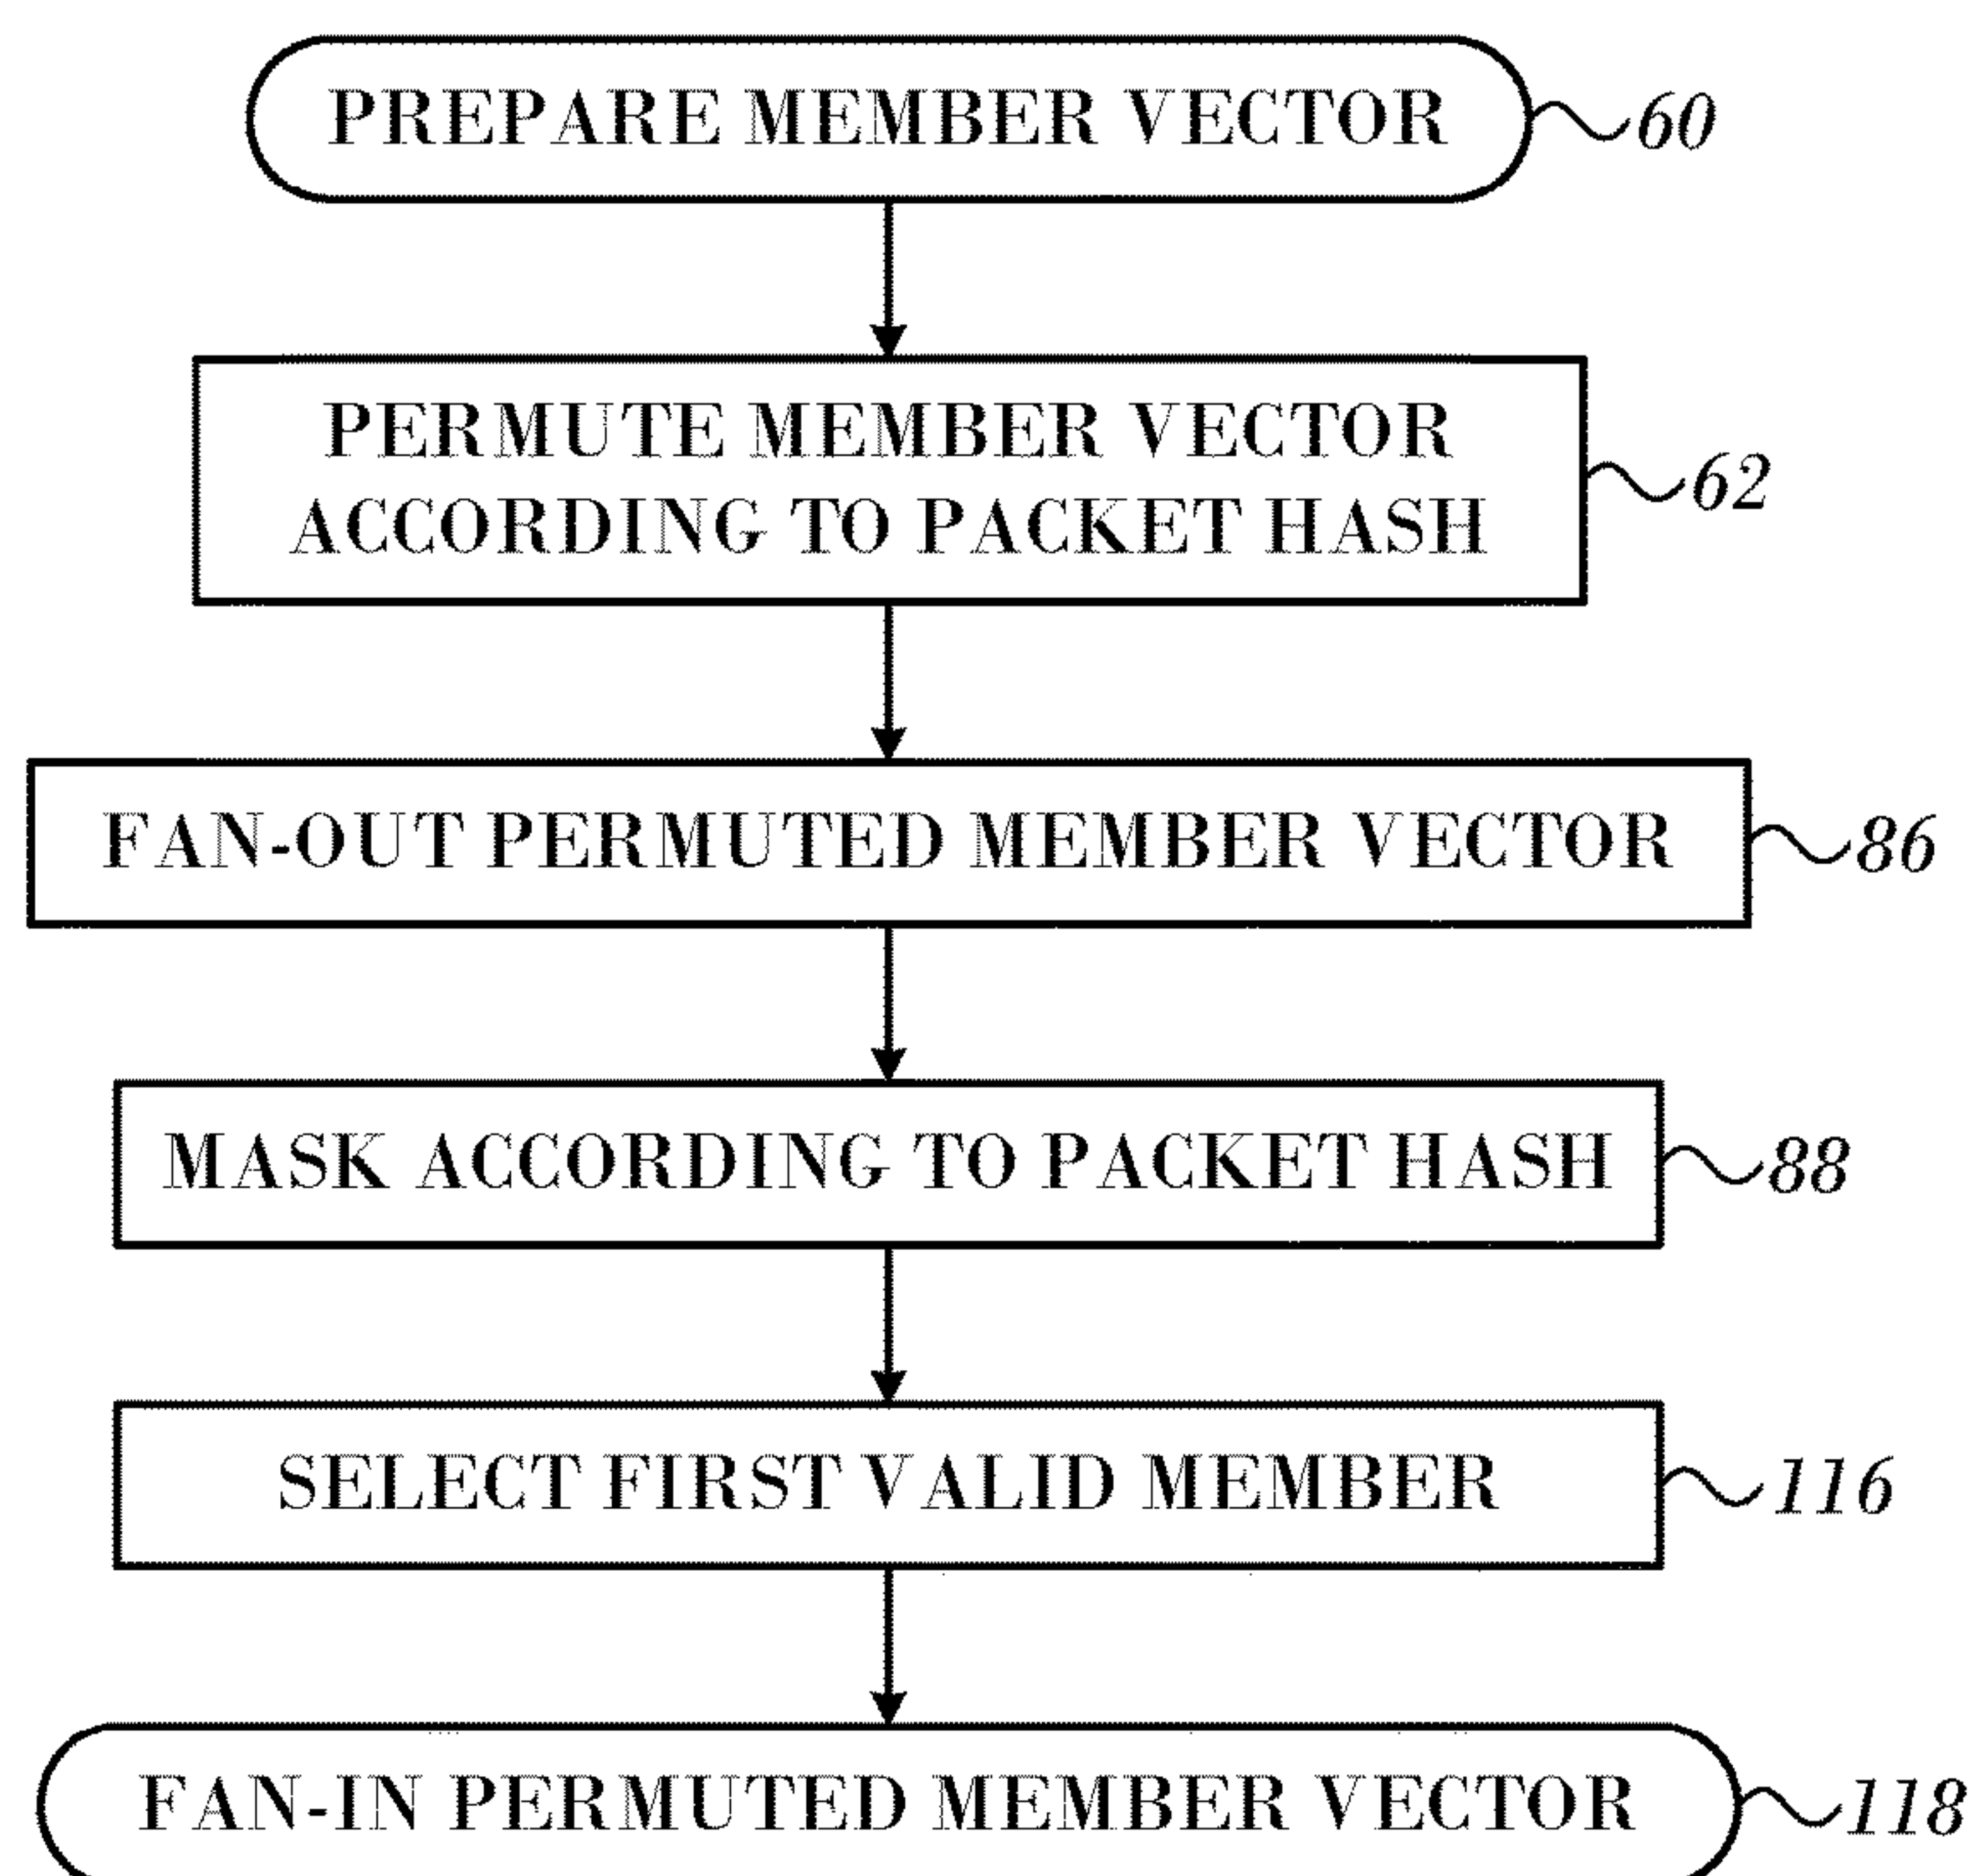 PREPARE MEMBER VECTOR
60
PERMUTE MEMBER VECTOR
ACCORDING TO PACKET HASH
62
FAN-OUT PERMUTED MEMBER VECTOR
86
MASK ACCORDING TO PACKET HASH
88
SELECT FIRST VALID MEMBER
116
FAN-IN PERMUTED MEMBER VECTOR
118